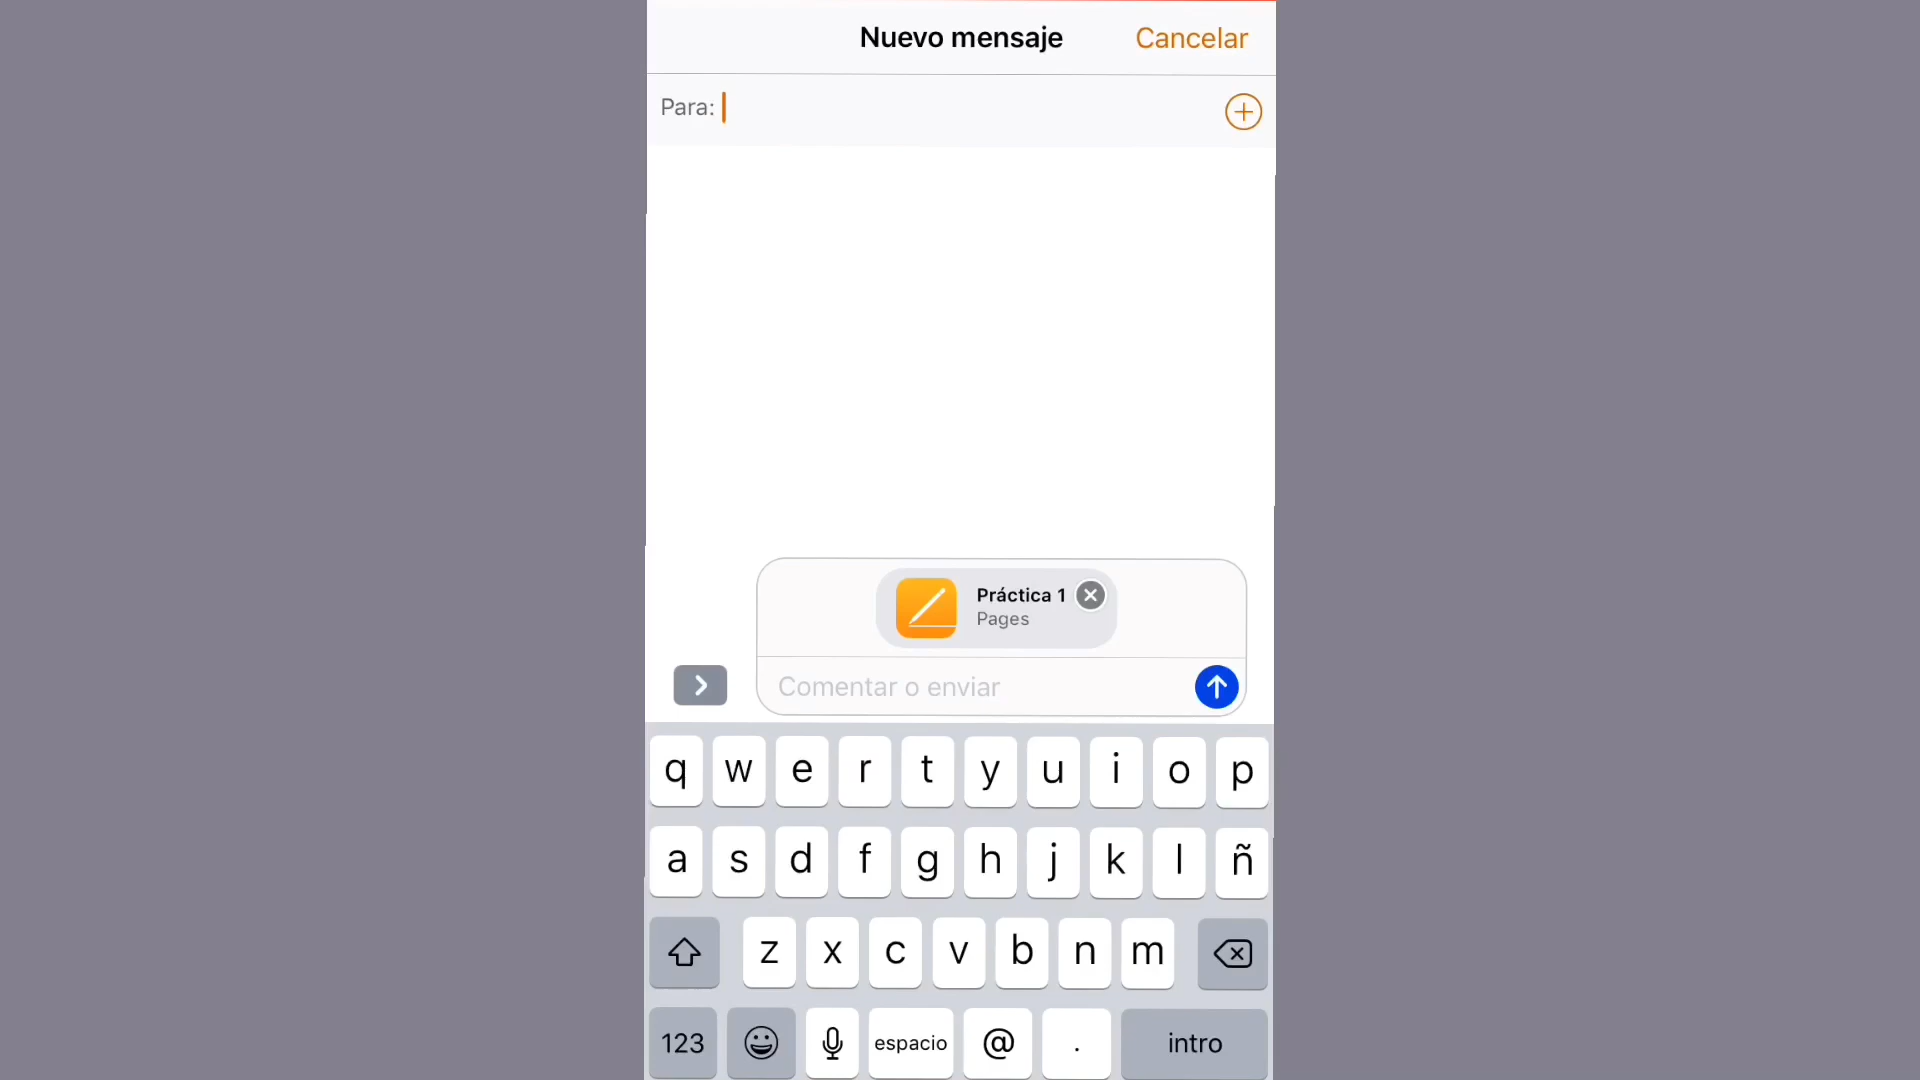 Nuevo mensaje
Cancelar
Para:
Práctica 1
Pages
Comentar o enviar
q w e r t y u i o p
a s d f g h j k l ñ
z x c v b n m
123 espacio @ . intro